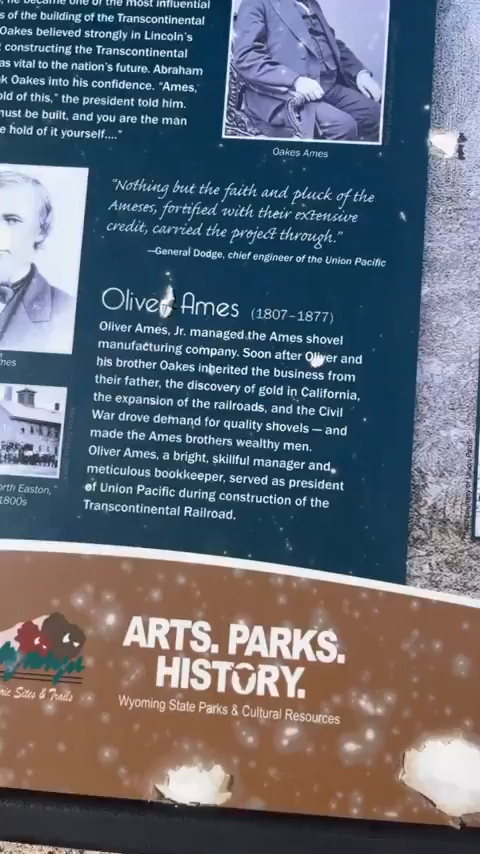 he became one of the most influential
s of the building of the Transcontinental
Oakes believed strongly in Lincoln's
constructing the Transcontinental
as vital to the nation's future. Abraham
k Oakes into his confidence. "Ames,
old of this," the president told him.
must be built, and you are the man
e hold of it yourself...."
Oakes Ames
"Nothing but the faith and pluck of the
Ameses, fortified with their extensive
credit, carried the project through."
—General Dodge, chief engineer of the Union Pacific
Oliver Ames (1807–1877)
Oliver Ames, Jr. managed the Ames shovel
manufacturing company. Soon after Oliver and
his brother Oakes inherited the business from
their father, the discovery of gold in California,
the expansion of the railroads, and the Civil
War drove demand for quality shovels — and
made the Ames brothers wealthy men.
Oliver Ames, a bright, skillful manager and
meticulous bookkeeper, served as president
of Union Pacific during construction of the
Transcontinental Railroad.
mes
orth Easton,
1800s
ric Sites & Trails
ARTS. PARKS.
HISTORY.
Wyoming State Parks & Cultural Resources